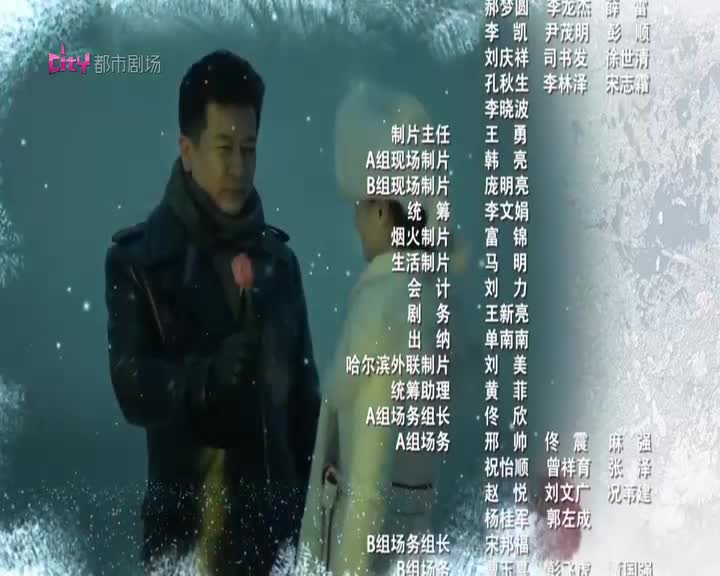 City 都市剧场
郝梦圆 李龙杰 薛雷
李凯 尹茂明 彭顺
刘庆祥 司书发 徐世清
孔秋生 李林泽 宋志霜
李晓波
制片主任 王勇
A组现场制片 韩亮
B组现场制片 庞明亮
统筹 李文娟
烟火制片 富锦
生活制片 马明
会计 刘力
剧务 王新亮
出纳 单南南
哈尔滨外联制片 刘美
统筹助理 黄菲
A组场务组长 佟欣
A组场务 邢帅 佟震 麻强
祝怡顺 曾祥育 张泽
赵悦 刘文广 况韦建
杨桂军 郭左成
B组场务组长 宋邦福
B组场务